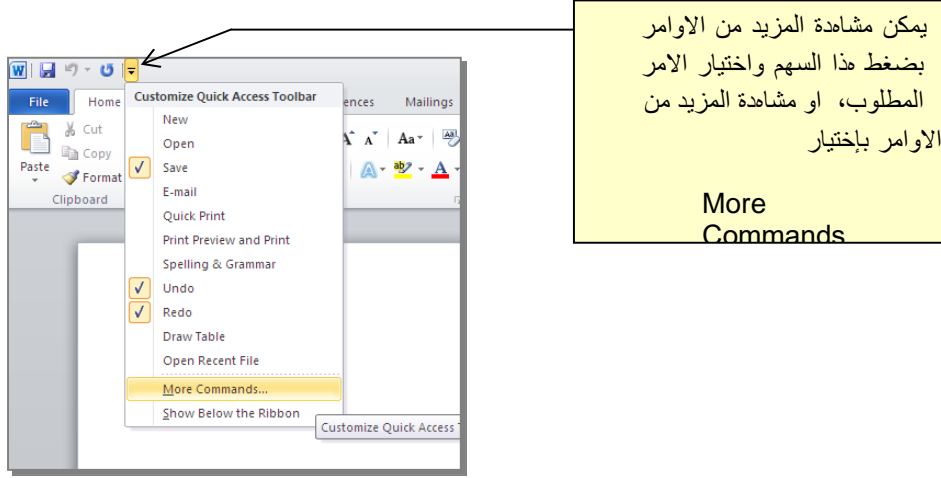 يمكن مشاهدة المزيد من الاوامر
بضغط هذا السهم واختيار الامر
المطلوب، او مشاهدة المزيد من
الاوامر بإختيار
More
Commands
W
File
Home
ences
Mailings
Customize Quick Access Toolbar
New
Open
Save
E-mail
Quick Print
Print Preview and Print
Spelling & Grammar
Undo
Redo
Draw Table
Open Recent File
More Commands...
Show Below the Ribbon
Cut
Copy
Paste
Format
Clipboard
A A Aa
ab A A
Customize Quick Access